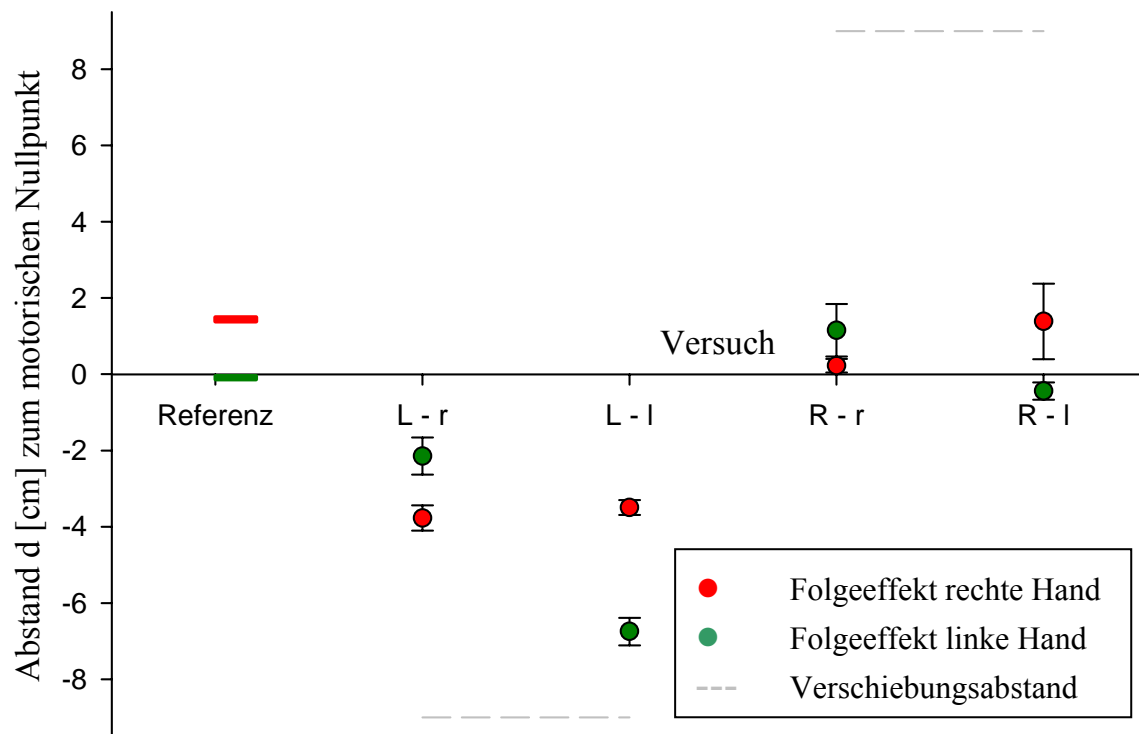 Abstand d [cm] zum motorischen Nullpunkt
8
6
4
2
0
-2
-4
-6
-8
Versuch
Referenz
L - r
L - l
R - r
R - l
Folgeeffekt rechte Hand
Folgeeffekt linke Hand
Verschiebungsabstand